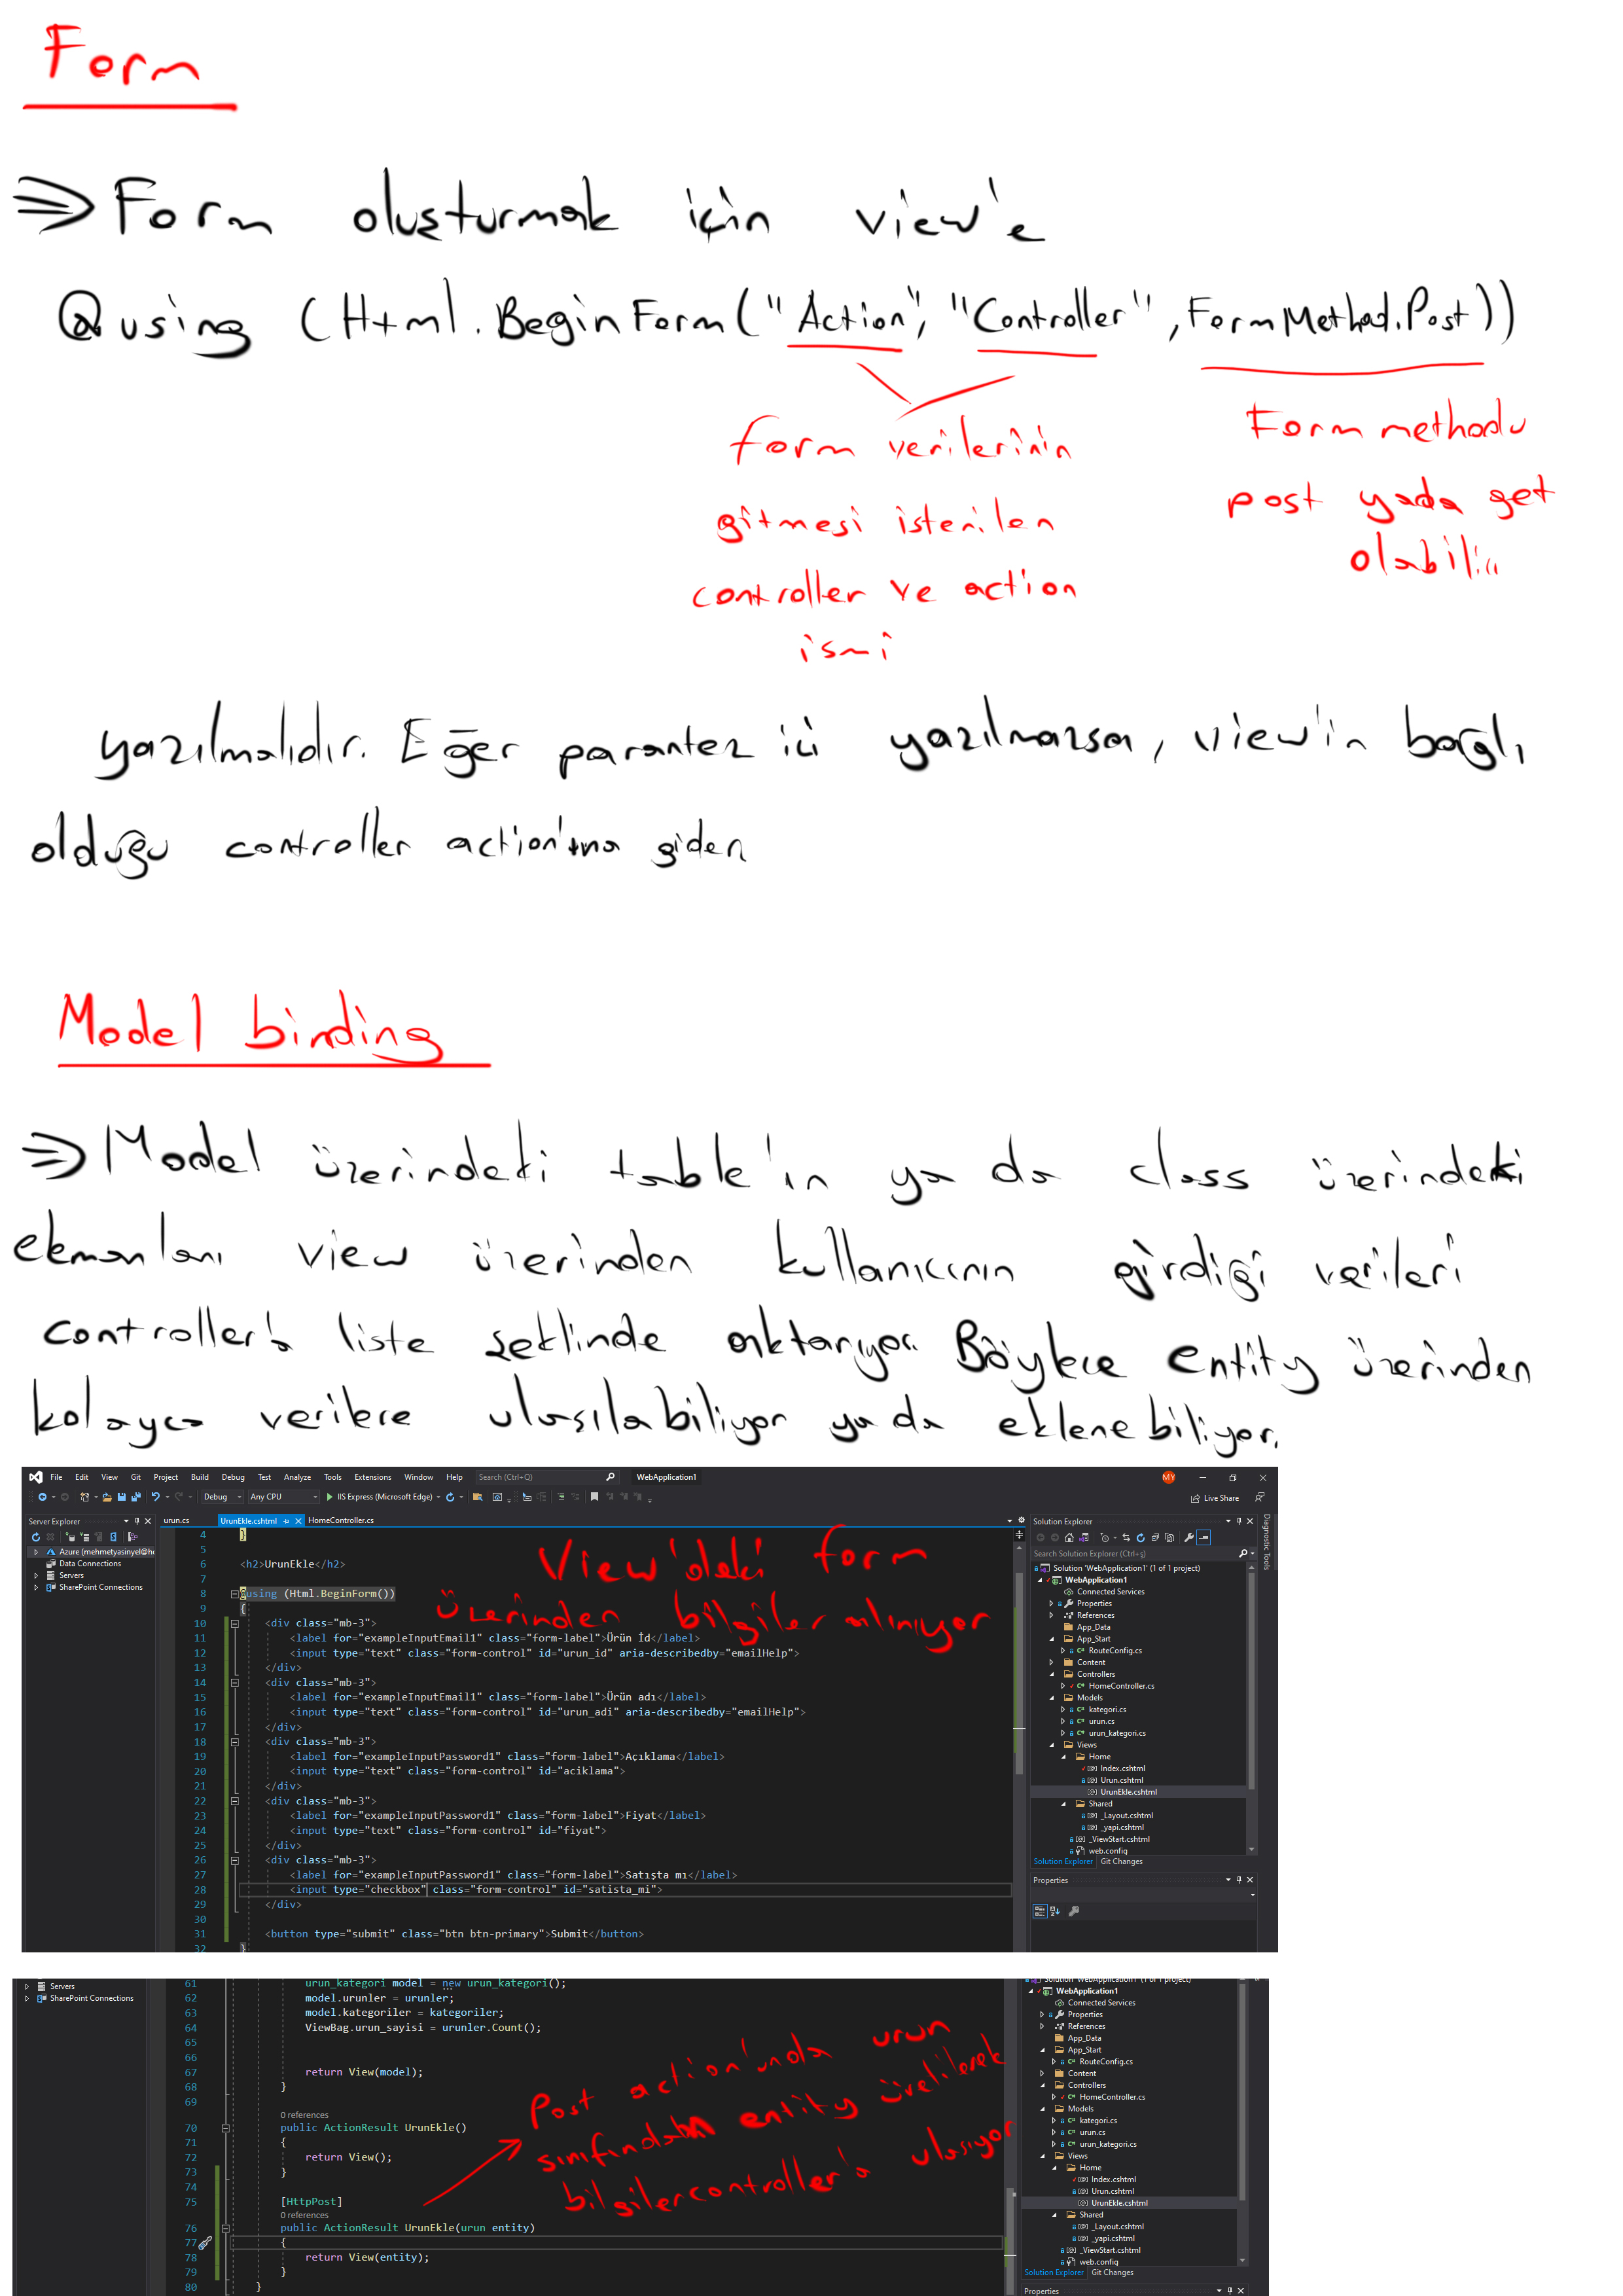 Form
⇒ Form oluşturmak için view'e
@using (Html.BeginForm("Action", "Controller", FormMethod.Post))
form verilerinin
gitmesi istenilen
controller ve action
ismi
Form methodu
post yada get
olabilir
yazılmalıdır. Eğer parantez içi yazılmazsa, view'in bağlı
olduğu controller action'ına giden
Model binding
⇒ Model üzerindeki table'ın ya da class üzerindeki
elemanları view üzerinden kullanıcının girdiği verileri
controller'a liste şeklinde aktarıyor. Böylece entity üzerinden
kolayca verilere ulaşılabiliyor ya da eklenebiliyor.
File Edit View Git Project Build Debug Test Analyze Tools Extensions Window Help Search (Ctrl+Q) WebApplication1 MY
Debug Any CPU IIS Express (Microsoft Edge) Live Share
Server Explorer
Azure (mehmetyasinyel@ho
Data Connections
Servers
SharePoint Connections
urun.cs UrunEkle.cshtml HomeController.cs
View'deki form
üzerinden bilgiler alınıyor
4 }
5
6 <h2>UrunEkle</h2>
7
8 @using (Html.BeginForm())
9 {
10 <div class="mb-3">
11 <label for="exampleInputEmail1" class="form-label">Ürün İd</label>
12 <input type="text" class="form-control" id="urun_id" aria-describedby="emailHelp">
13 </div>
14 <div class="mb-3">
15 <label for="exampleInputEmail1" class="form-label">Ürün adı</label>
16 <input type="text" class="form-control" id="urun_adi" aria-describedby="emailHelp">
17 </div>
18 <div class="mb-3">
19 <label for="exampleInputPassword1" class="form-label">Açıklama</label>
20 <input type="text" class="form-control" id="aciklama">
21 </div>
22 <div class="mb-3">
23 <label for="exampleInputPassword1" class="form-label">Fiyat</label>
24 <input type="text" class="form-control" id="fiyat">
25 </div>
26 <div class="mb-3">
27 <label for="exampleInputPassword1" class="form-label">Satışta mı</label>
28 <input type="checkbox" class="form-control" id="satista_mi">
29 </div>
30
31 <button type="submit" class="btn btn-primary">Submit</button>
32 }
Solution Explorer
Search Solution Explorer (Ctrl+ş)
Solution 'WebApplication1' (1 of 1 project)
WebApplication1
Connected Services
Properties
References
App_Data
App_Start
RouteConfig.cs
Content
Controllers
HomeController.cs
Models
kategori.cs
urun.cs
urun_kategori.cs
Views
Home
Index.cshtml
Urun.cshtml
UrunEkle.cshtml
Shared
_Layout.cshtml
_yapi.cshtml
_ViewStart.cshtml
web.config
Solution Explorer Git Changes
Properties
Diagnostic Tools
Servers
SharePoint Connections
61 urun_kategori model = new urun_kategori();
62 model.urunler = urunler;
63 model.kategoriler = kategoriler;
64 ViewBag.urun_sayisi = urunler.Count();
65
66
67 return View(model);
68 }
69
0 references
70 public ActionResult UrunEkle()
71 {
72 return View();
73 }
74
75 [HttpPost]
0 references
76 public ActionResult UrunEkle(urun entity)
77 {
78 return View(entity);
79 }
80 }
Post action'unda urun
sınıfından entity üretilerek
bilgiler controller'a ulaşıyor
Solution 'WebApplication1' (1 of 1 project)
WebApplication1
Connected Services
Properties
References
App_Data
App_Start
RouteConfig.cs
Content
Controllers
HomeController.cs
Models
kategori.cs
urun.cs
urun_kategori.cs
Views
Home
Index.cshtml
Urun.cshtml
UrunEkle.cshtml
Shared
_Layout.cshtml
_yapi.cshtml
_ViewStart.cshtml
web.config
Solution Explorer Git Changes
Properties